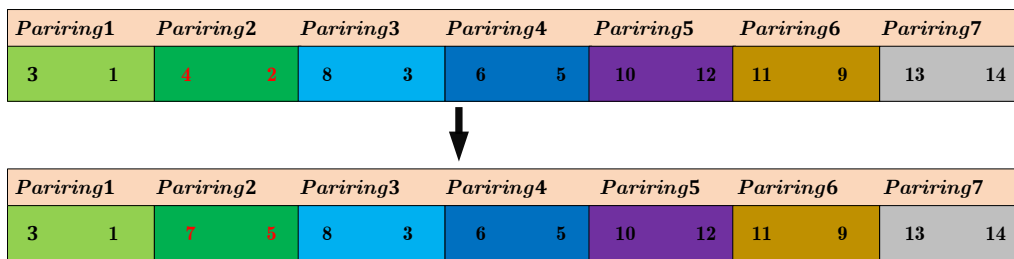 Pariring1 Pariring2 Pariring3 Pariring4 Pariring5 Pariring6 Pariring7
3 1 4 2 8 3 6 5 10 12 11 9 13 14
Pariring1 Pariring2 Pariring3 Pariring4 Pariring5 Pariring6 Pariring7
3 1 7 5 8 3 6 5 10 12 11 9 13 14